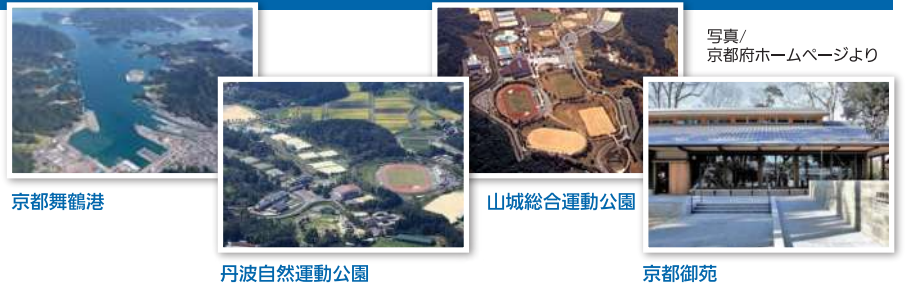 写真/
京都府ホームページより
京都舞鶴港
山城総合運動公園
丹波自然運動公園
京都御苑